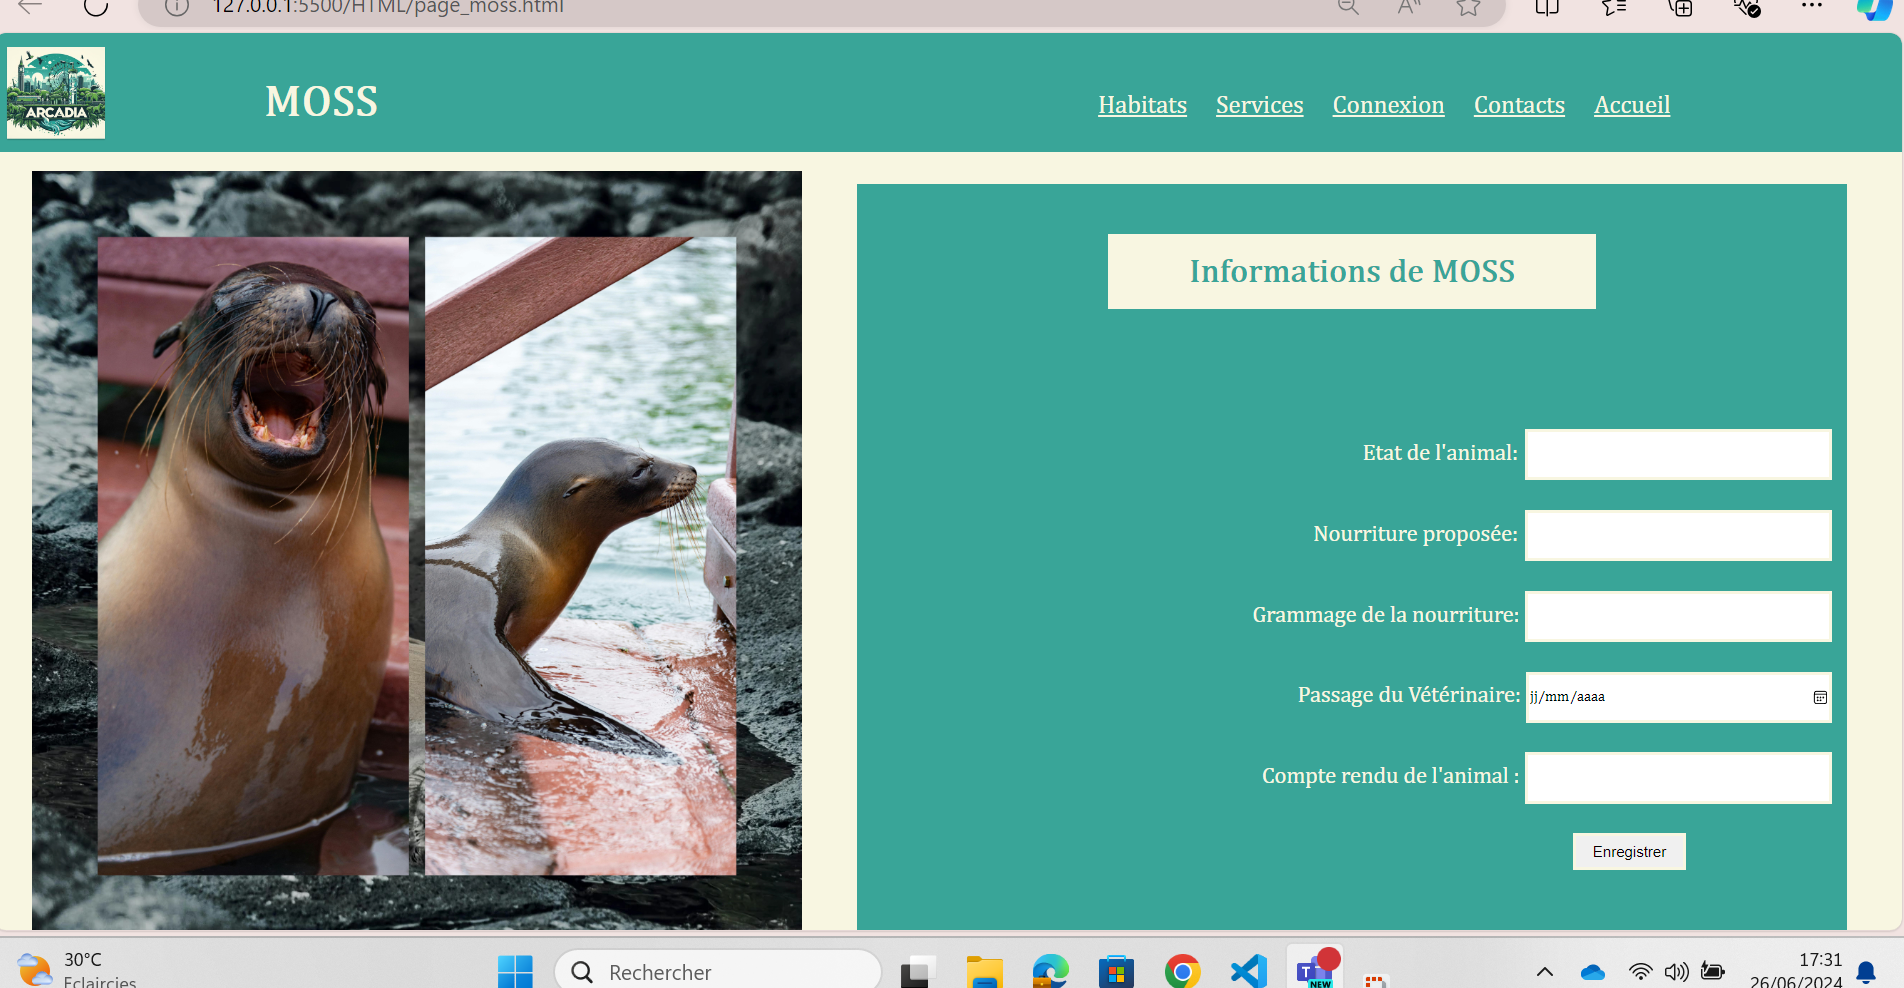 127.0.0.1:5500/HTML/page_moss.html
ARCADIA
MOSS
Habitats Services Connexion Contacts Accueil
Informations de MOSS
Etat de l'animal:
Nourriture proposée:
Grammage de la nourriture:
Passage du Vétérinaire: jj/mm/aaaa
Compte rendu de l'animal :
Enregistrer
30°C
Eclaircies
Rechercher
NEW
17:31
26/06/2024